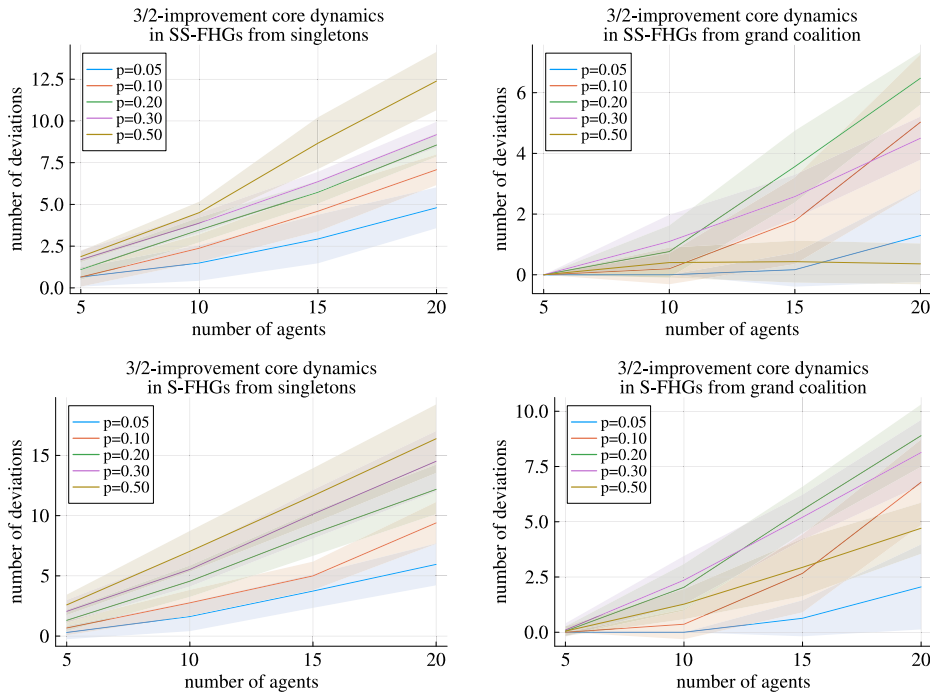 3/2-improvement core dynamics
in SS-FHGs from singletons
p=0.05
p=0.10
p=0.20
p=0.30
p=0.50
12.5
10.0
7.5
5.0
2.5
0.0
number of deviations
5
10
15
20
number of agents
3/2-improvement core dynamics
in SS-FHGs from grand coalition
p=0.05
p=0.10
p=0.20
p=0.30
p=0.50
6
4
2
0
number of deviations
5
10
15
20
number of agents
3/2-improvement core dynamics
in S-FHGs from singletons
p=0.05
p=0.10
p=0.20
p=0.30
p=0.50
15
10
5
0
number of deviations
5
10
15
20
number of agents
3/2-improvement core dynamics
in S-FHGs from grand coalition
p=0.05
p=0.10
p=0.20
p=0.30
p=0.50
10.0
7.5
5.0
2.5
0.0
number of deviations
5
10
15
20
number of agents